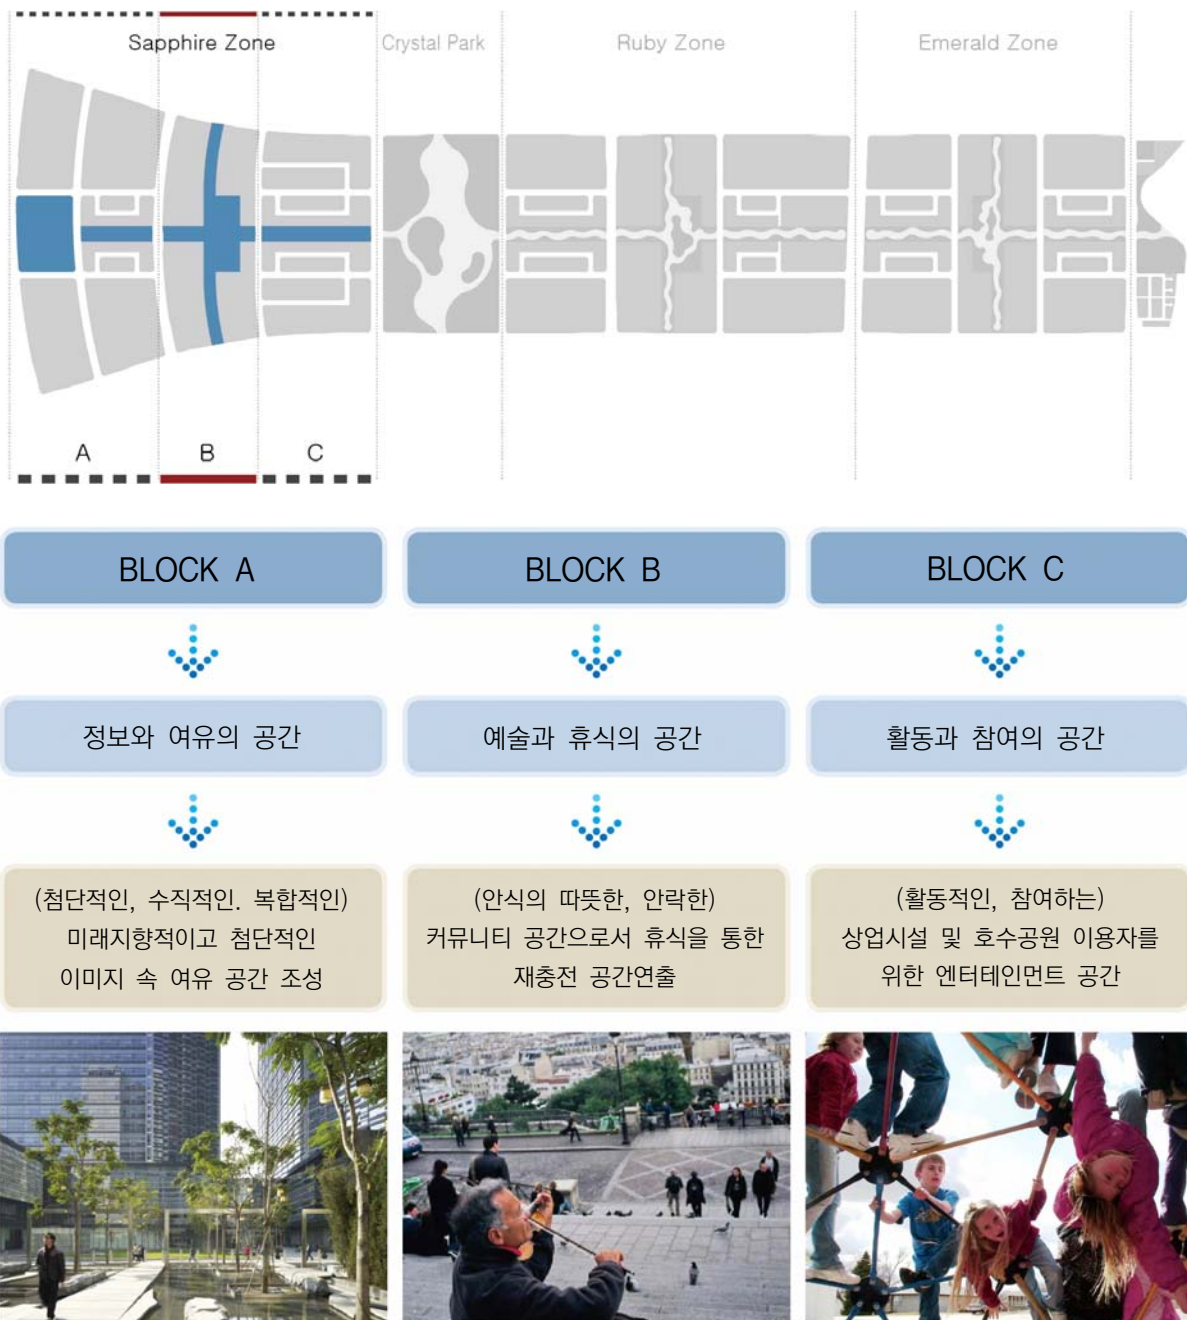 Sapphire Zone
Crystal Park
Ruby Zone
Emerald Zone
A
B
C
BLOCK A
BLOCK B
BLOCK C
정보와 여유의 공간
예술과 휴식의 공간
활동과 참여의 공간
(첨단적인, 수직적인. 복합적인)
미래지향적이고 첨단적인
이미지 속 여유 공간 조성
(안식의 따뜻한, 안락한)
커뮤니티 공간으로서 휴식을 통한
재충전 공간연출
(활동적인, 참여하는)
상업시설 및 호수공원 이용자를
위한 엔터테인먼트 공간